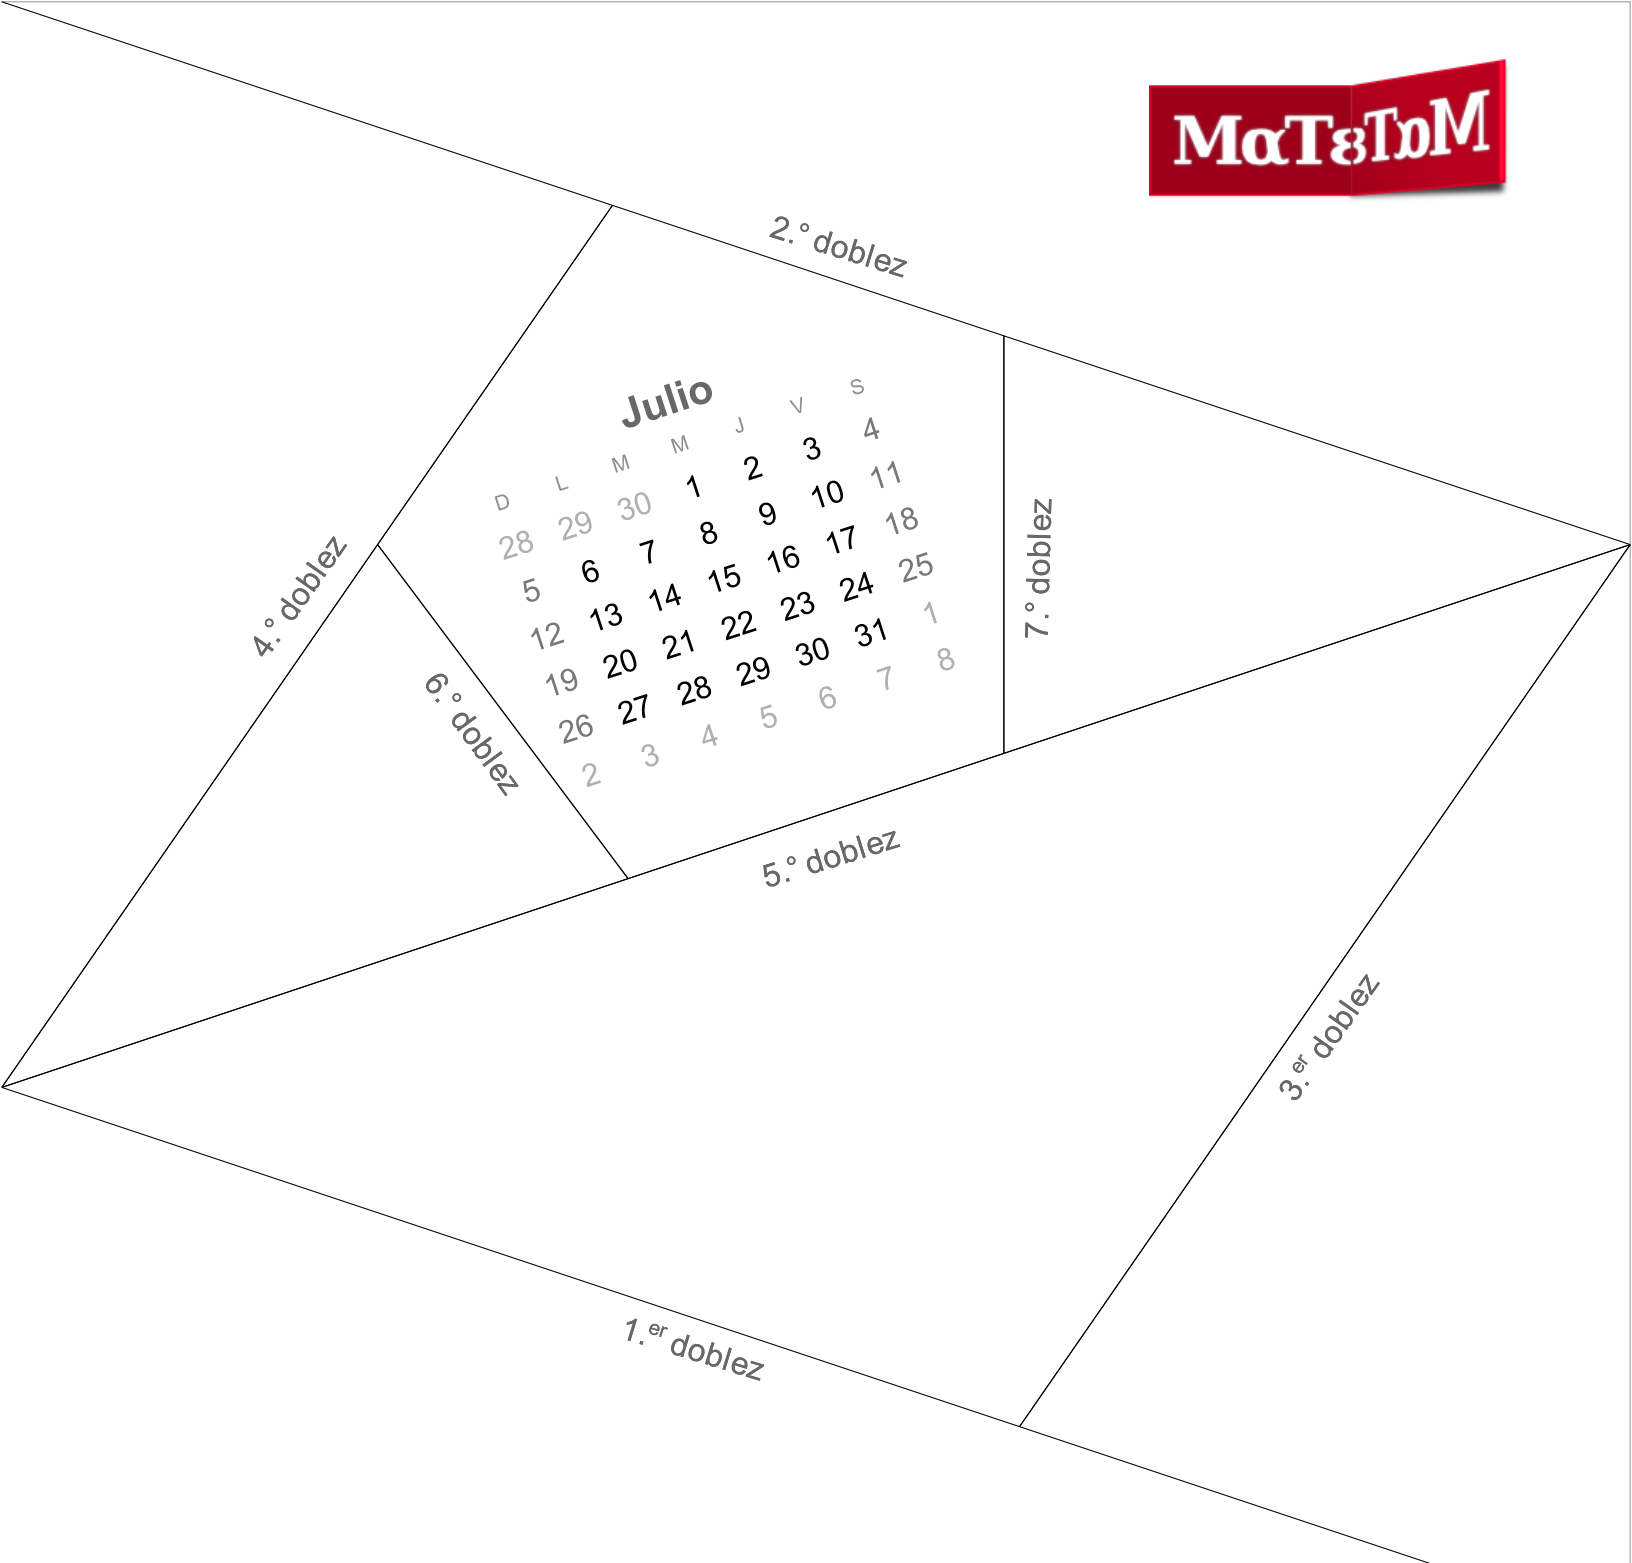 MαTεTαM
2.° doblez
Julio
D L M M J V S
28 29 30 1 2 3 4
5 6 7 8 9 10 11
12 13 14 15 16 17 18
19 20 21 22 23 24 25
26 27 28 29 30 31 1
2 3 4 5 6 7 8
4.° doblez
7.° doblez
6.° doblez
5.° doblez
3.er doblez
1.er doblez